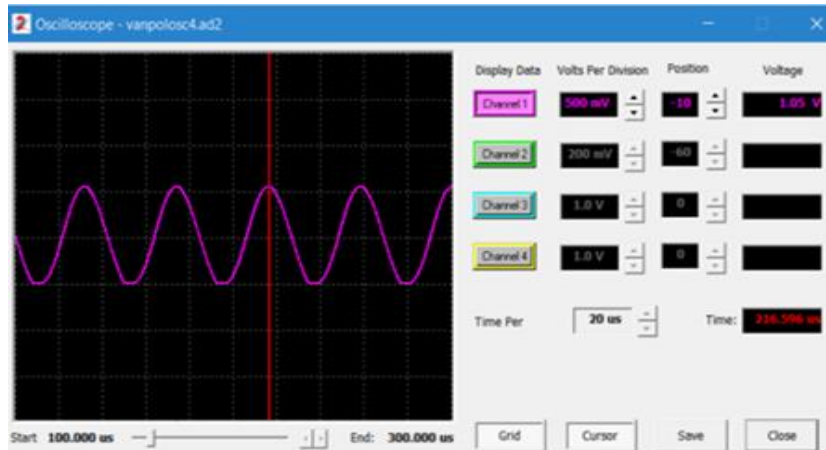 Oscilloscope - vanpolosc4.ad2
Display Data Volts Per Division Position Voltage
Channel 1 500 mV -10 1.05 V
Channel 2 200 mV -60
Channel 3 1.0 V 0
Channel 4 1.0 V 0
Time Per 20 us Time: 216.596 us
Start 100.000 us End: 300.000 us Grid Cursor Save Close